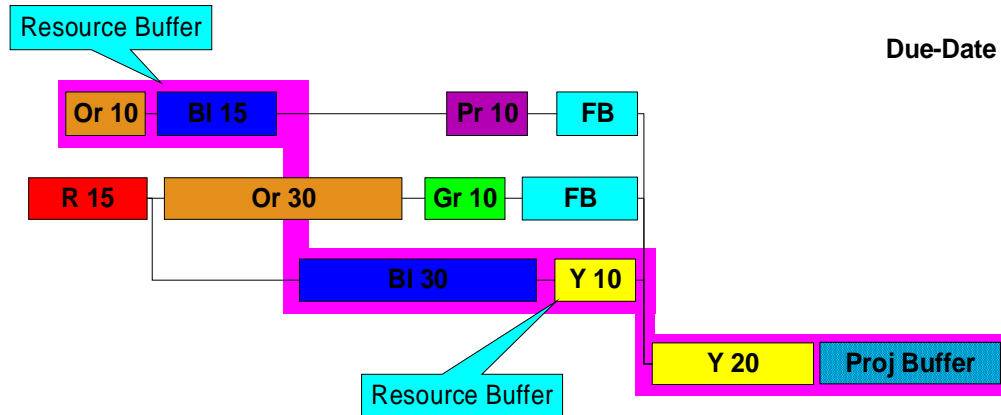 Resource Buffer
Due-Date
Or 10
Bl 15
Pr 10
FB
R 15
Or 30
Gr 10
FB
Bl 30
Y 10
Y 20
Proj Buffer
Resource Buffer